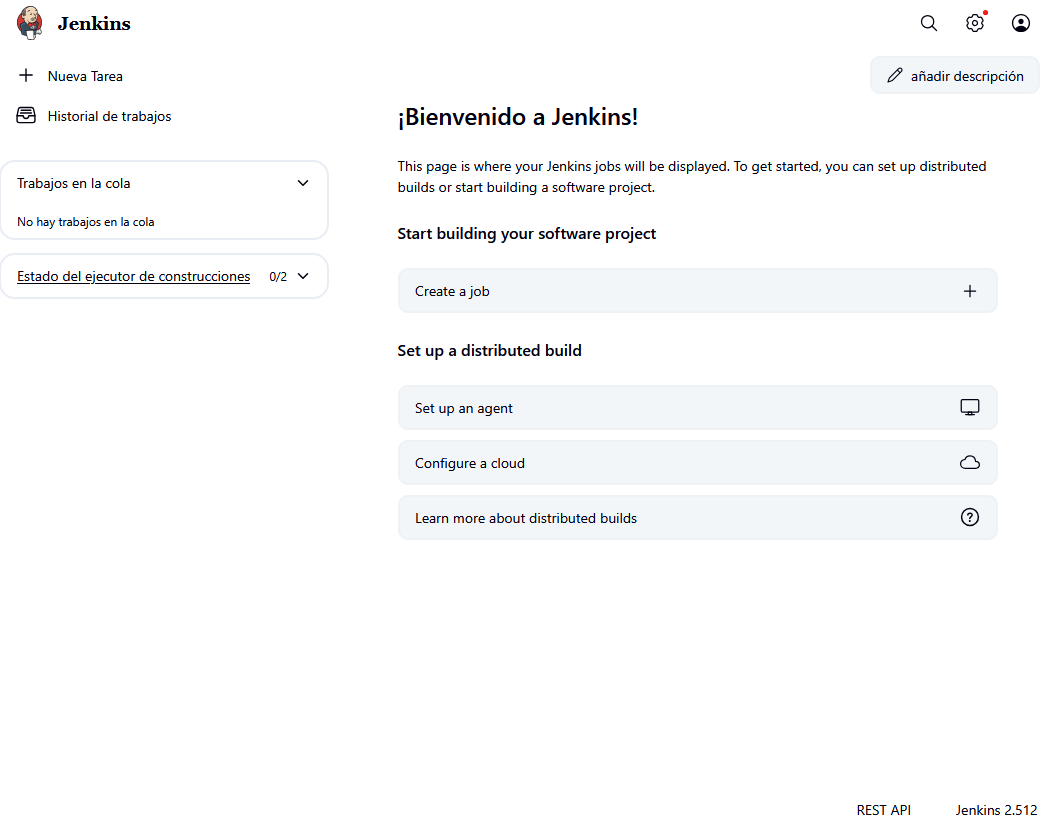 Jenkins
Nueva Tarea
Historial de trabajos
Trabajos en la cola
No hay trabajos en la cola
Estado del ejecutor de construcciones 0/2
añadir descripción
¡Bienvenido a Jenkins!
This page is where your Jenkins jobs will be displayed. To get started, you can set up distributed
builds or start building a software project.
Start building your software project
Create a job
Set up a distributed build
Set up an agent
Configure a cloud
Learn more about distributed builds
REST API Jenkins 2.512